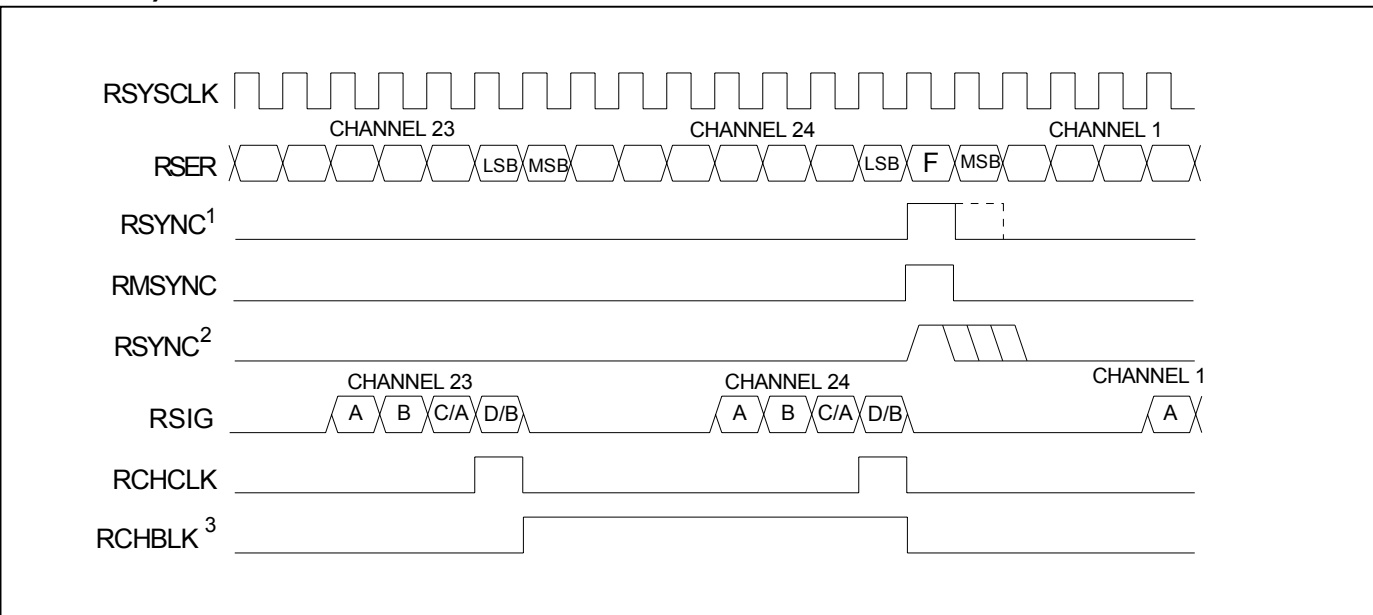 RSYSCLK
CHANNEL 23 CHANNEL 24 CHANNEL 1
RSER LSB MSB LSB F MSB
RSYNC1
RMSYNC
RSYNC2
CHANNEL 23 CHANNEL 24 CHANNEL 1
RSIG A B C/A D/B A B C/A D/B A
RCHCLK
RCHBLK 3